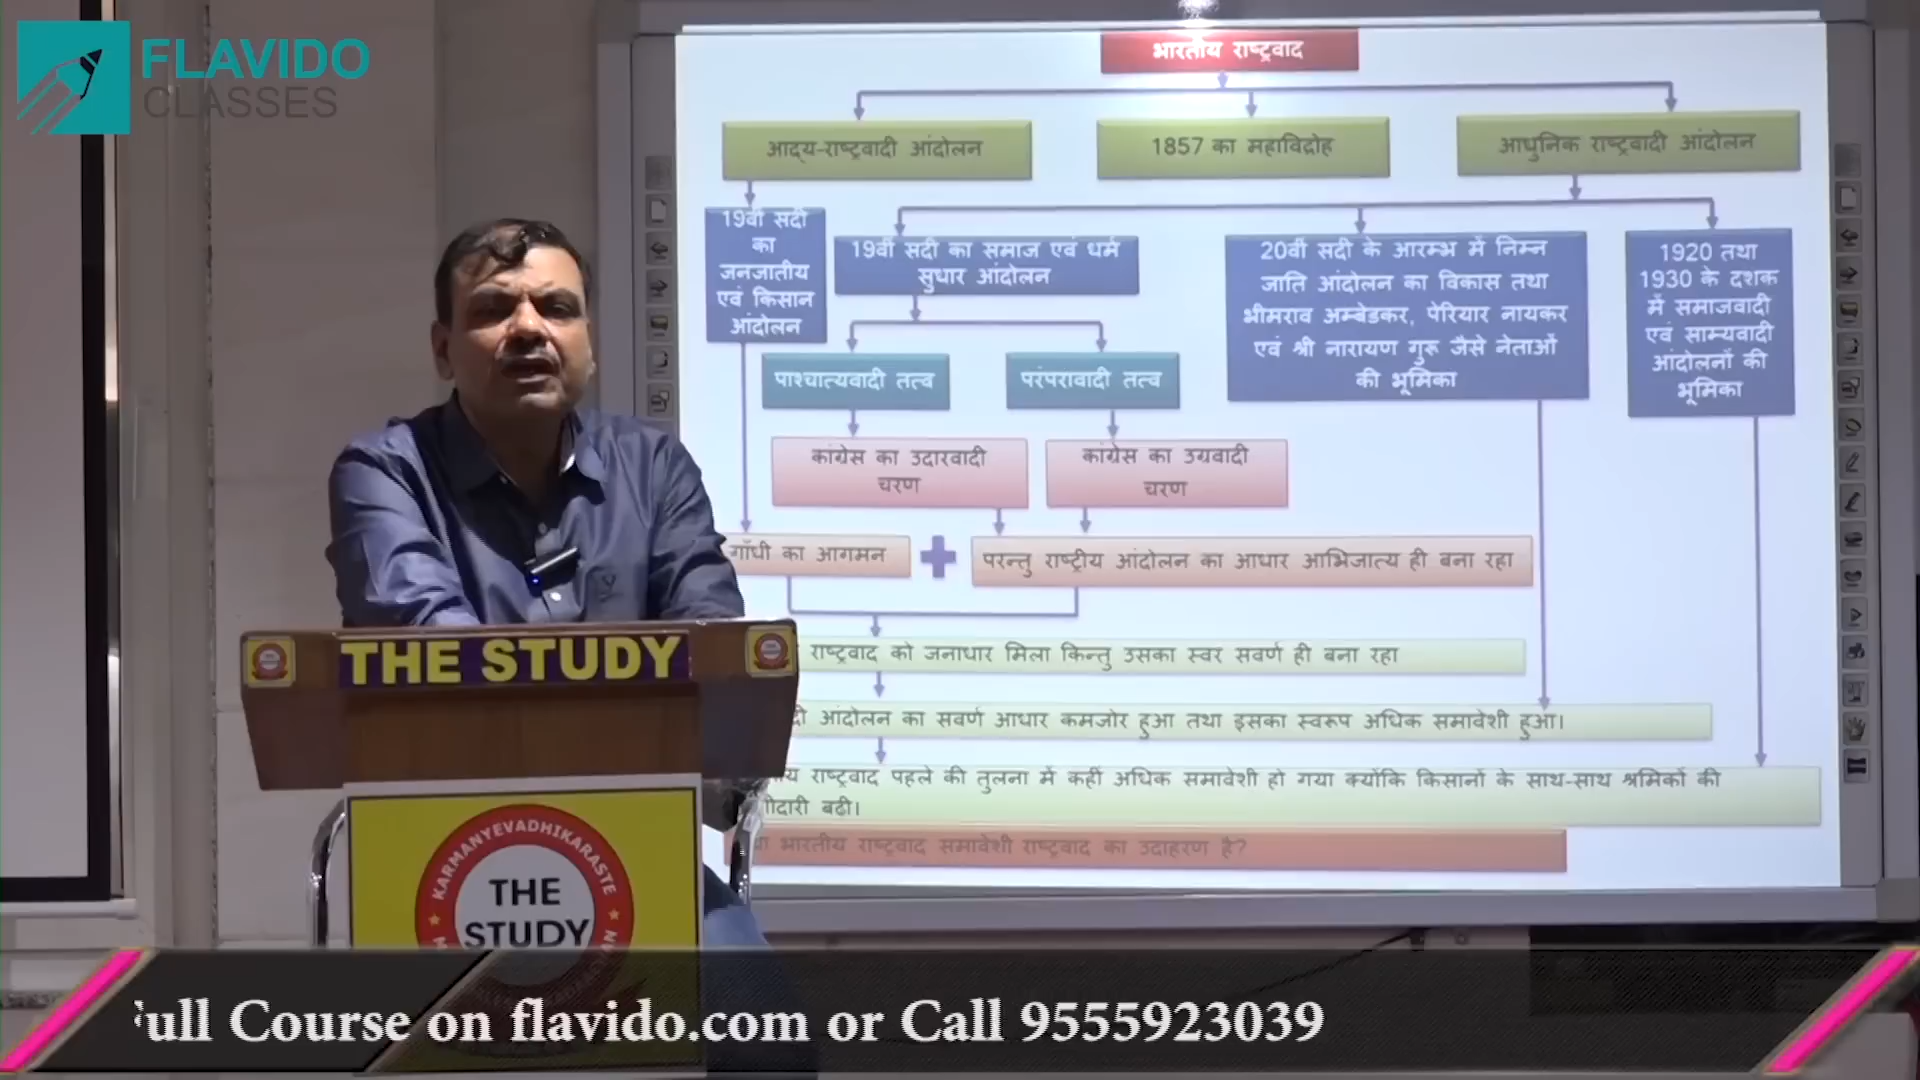 FLAVIDO
CLASSES
भारतीय राष्ट्रवाद
आद्य-राष्ट्रवादी आंदोलन
1857 का महाविद्रोह
आधुनिक राष्ट्रवादी आंदोलन
19वीं सदी
का
जनजातीय
एवं किसान
आंदोलन
19वीं सदी का समाज एवं धर्म
सुधार आंदोलन
20वीं सदी के आरम्भ में निम्न
जाति आंदोलन का विकास तथा
भीमराव अम्बेडकर, पेरियार नायकर
एवं श्री नारायण गुरू जैसे नेताओं
की भूमिका
1920 तथा
1930 के दशक
में समाजवादी
एवं साम्यवादी
आंदोलनों की
भूमिका
पाश्चात्यवादी तत्व
परंपरावादी तत्व
कांग्रेस का उदारवादी
चरण
कांग्रेस का उग्रवादी
चरण
गाँधी का आगमन
परन्तु राष्ट्रीय आंदोलन का आधार आभिजात्य ही बना रहा
राष्ट्रवाद को जनाधार मिला किन्तु उसका स्वर सवर्ण ही बना रहा
आंदोलन का सवर्ण आधार कमजोर हुआ तथा इसका स्वरूप अधिक समावेशी हुआ।
राष्ट्रवाद पहले की तुलना में कहीं अधिक समावेशी हो गया क्योंकि किसानों के साथ-साथ श्रमिकों की
बढ़ी।
भारतीय राष्ट्रवाद समावेशी राष्ट्रवाद का उदाहरण है?
THE STUDY
KARMANYEVADHIKARASTE
THE
STUDY
Full Course on flavido.com or Call 9555923039